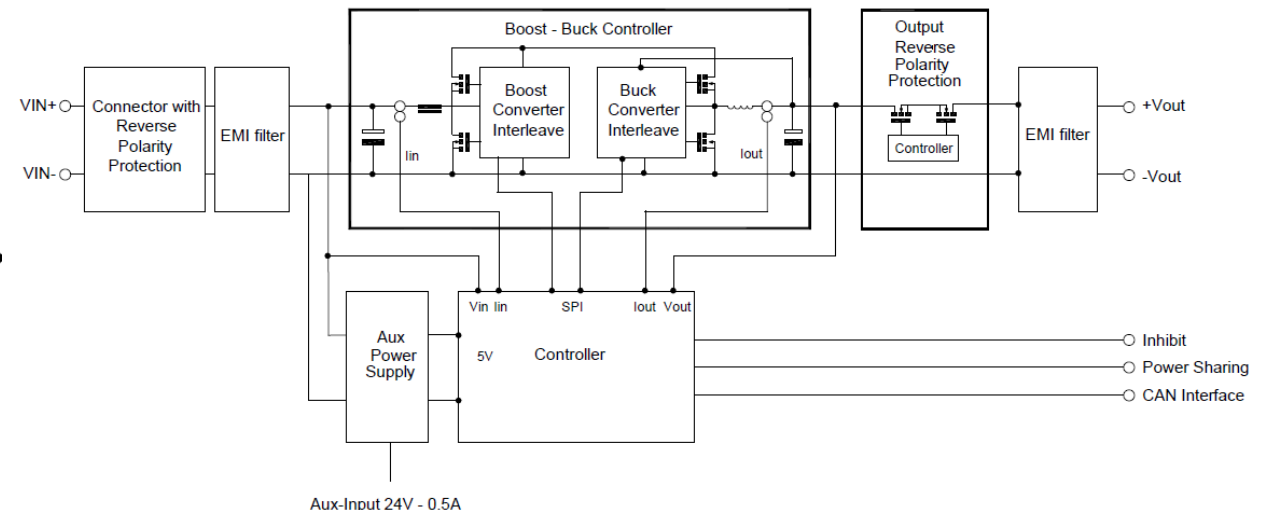 Boost - Buck Controller
Output
Reverse
Polarity
Protection
VIN+
VIN-
Connector with
Reverse
Polarity
Protection
EMI filter
Iin
Boost
Converter
Interleave
Buck
Converter
Interleave
Iout
Controller
EMI filter
+Vout
-Vout
Vin Iin
SPI
Iout Vout
Aux
Power
Supply
5V
Controller
Inhibit
Power Sharing
CAN Interface
Aux-Input 24V - 0.5A